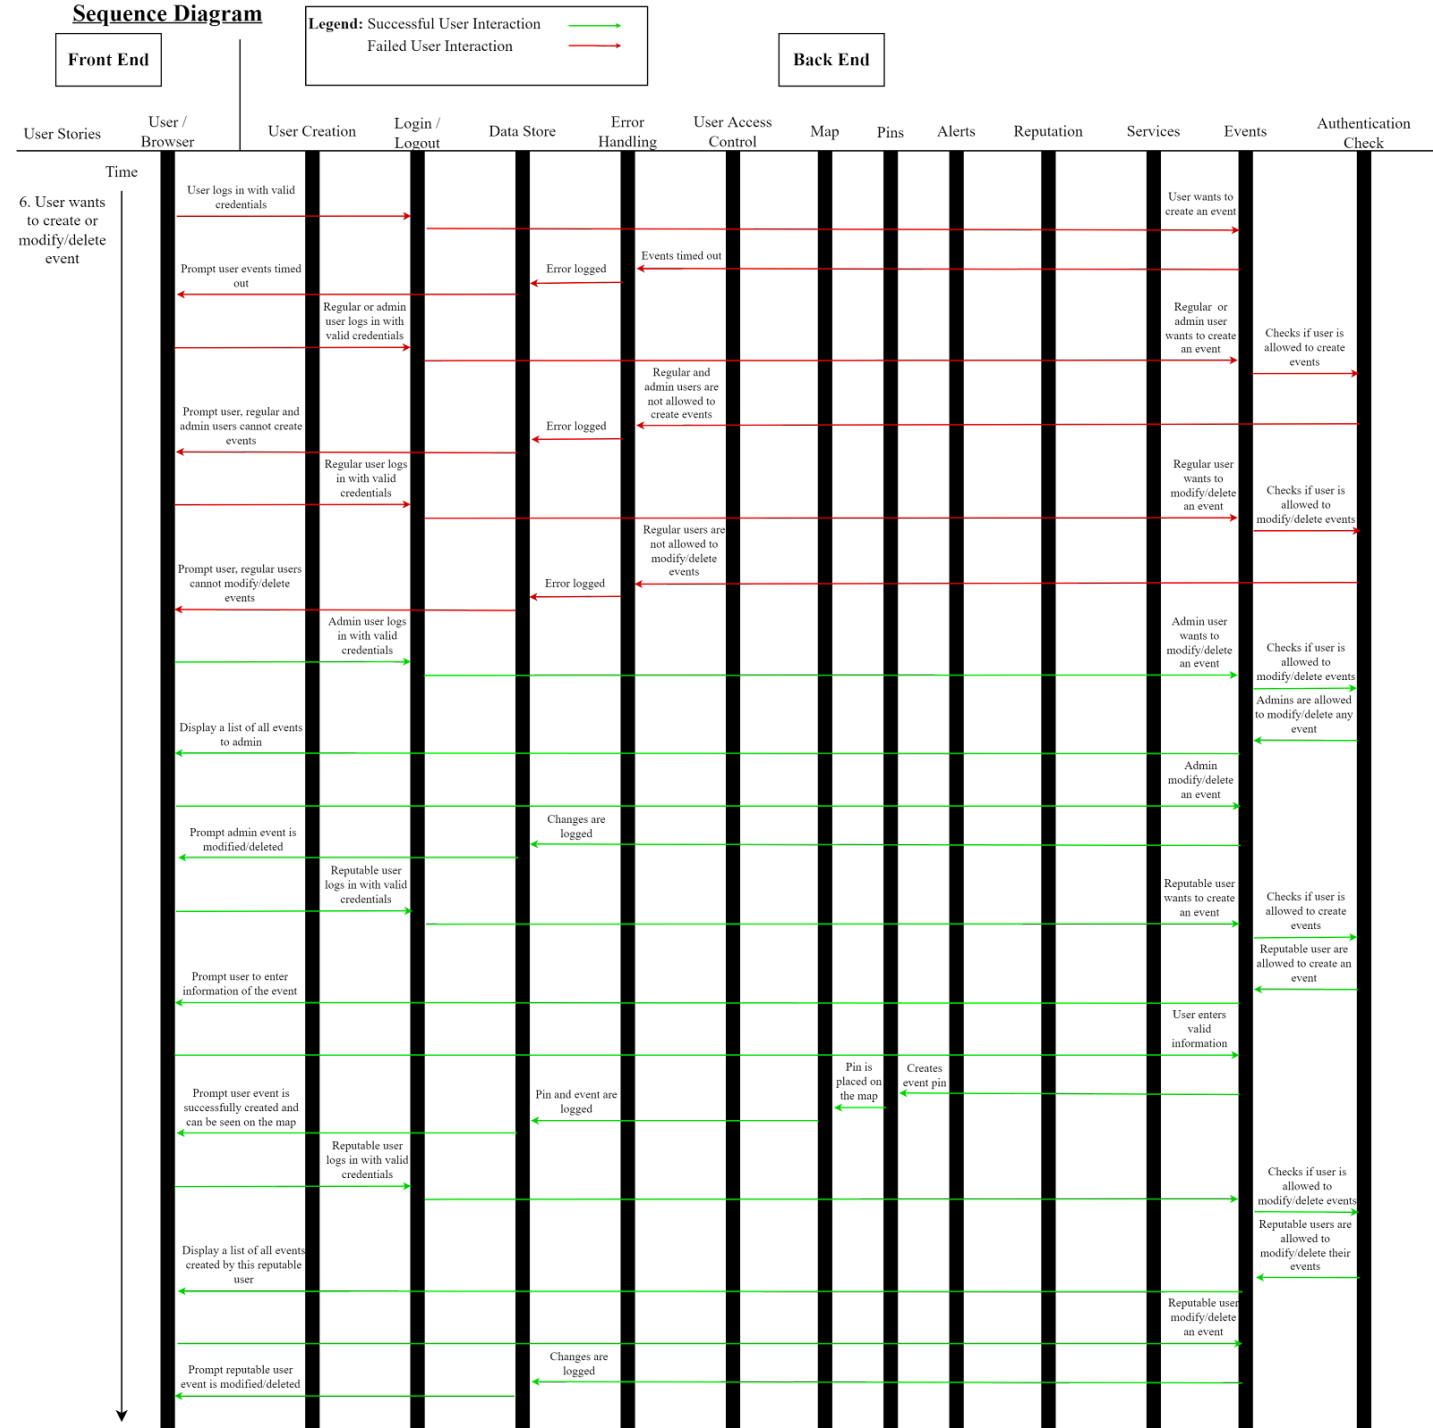 Sequence Diagram
Legend: Successful User Interaction
Failed User Interaction
Front End
Back End
User Stories
User /
Browser
User Creation
Login /
Logout
Data Store
Error
Handling
User Access
Control
Map
Pins
Alerts
Reputation
Services
Events
Authentication
Check
Time
6. User wants
to create or
modify/delete
event
User logs in with valid
credentials
User wants to
create an event
Events timed out
Error logged
Prompt user events timed
out
Regular or admin
user logs in with
valid credentials
Regular or
admin user
wants to create
an event
Checks if user is
allowed to create
events
Regular and
admin users are
not allowed to
create events
Error logged
Prompt user, regular and
admin users cannot create
events
Regular user logs
in with valid
credentials
Regular user
wants to
modify/delete
an event
Checks if user is
allowed to
modify/delete events
Regular users are
not allowed to
modify/delete
events
Error logged
Prompt user, regular users
cannot modify/delete
events
Admin user logs
in with valid
credentials
Admin user
wants to
modify/delete
an event
Checks if user is
allowed to
modify/delete events
Admins are allowed
to modify/delete any
event
Display a list of all events
to admin
Admin
modify/delete
an event
Changes are
logged
Prompt admin event is
modified/deleted
Reputable user
logs in with valid
credentials
Reputable user
wants to create
an event
Checks if user is
allowed to create
events
Reputable user are
allowed to create an
event
Prompt user to enter
information of the event
User enters
valid
information
Creates
event pin
Pin is
placed on
the map
Pin and event are
logged
Prompt user event is
successfully created and
can be seen on the map
Reputable user
logs in with valid
credentials
Checks if user is
allowed to
modify/delete events
Reputable users are
allowed to
modify/delete their
events
Display a list of all events
created by this reputable
user
Reputable user
modify/delete
an event
Changes are
logged
Prompt reputable user
event is modified/deleted